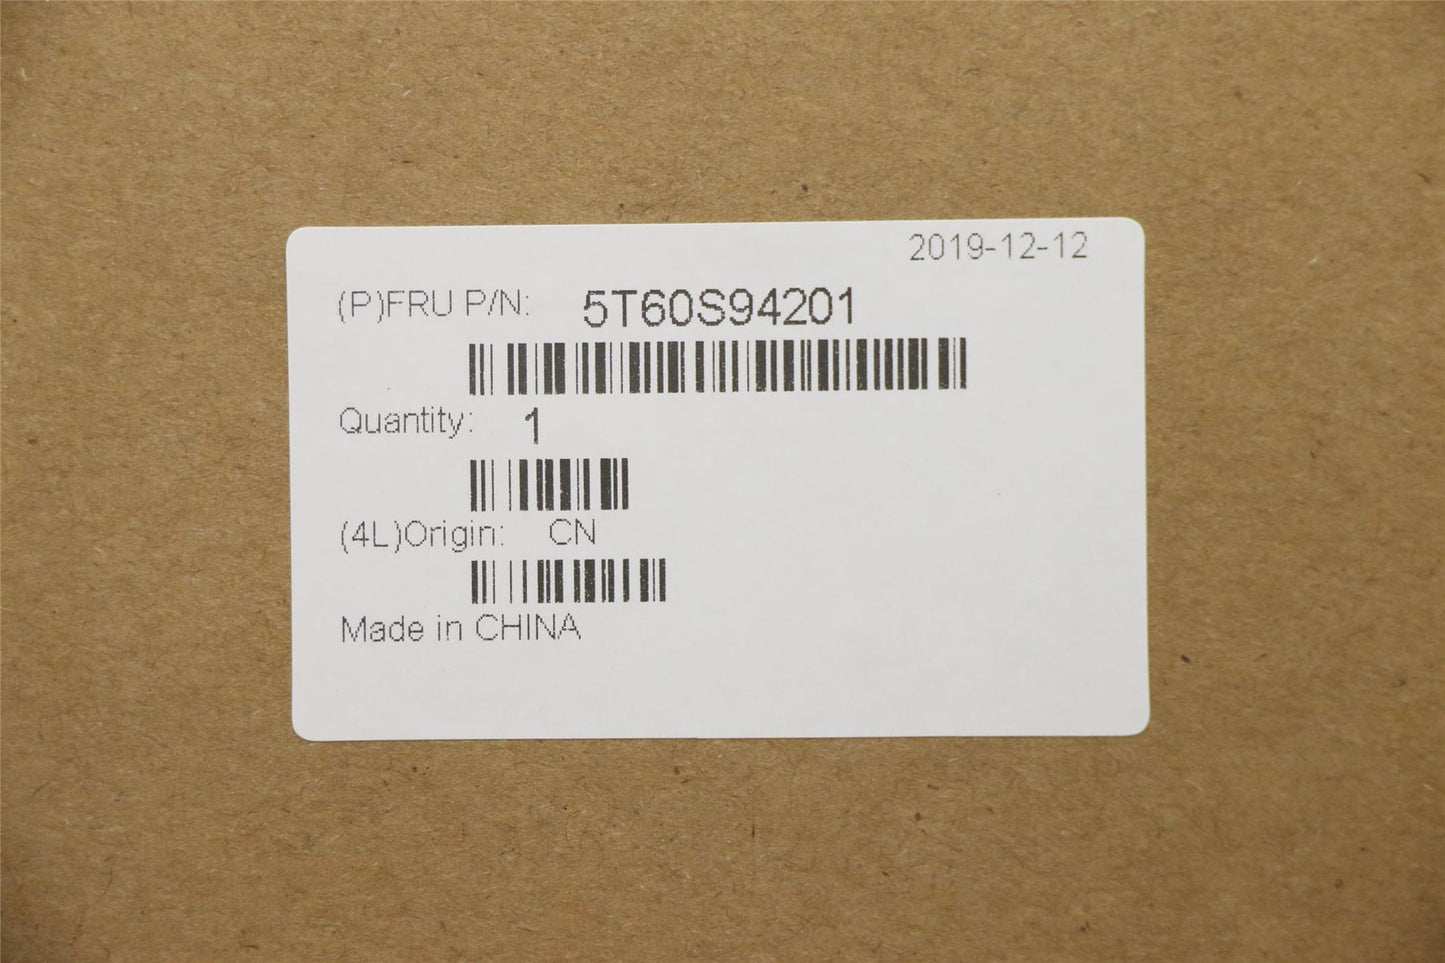 2019-12-12
(P)FRU P/N: 5T60S94201
Quantity: 1
(4L)Origin: CN
Made in CHINA